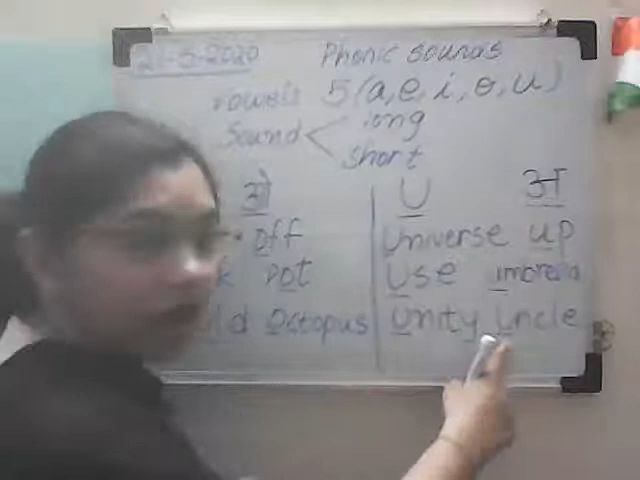 21-5-2020 Phonic sounds
Vowels 5 (a, e, i, o, u)
Sound < long
short
ओ U अ
Off Universe up
Pot Use umbrella
ld Octopus Unity Uncle